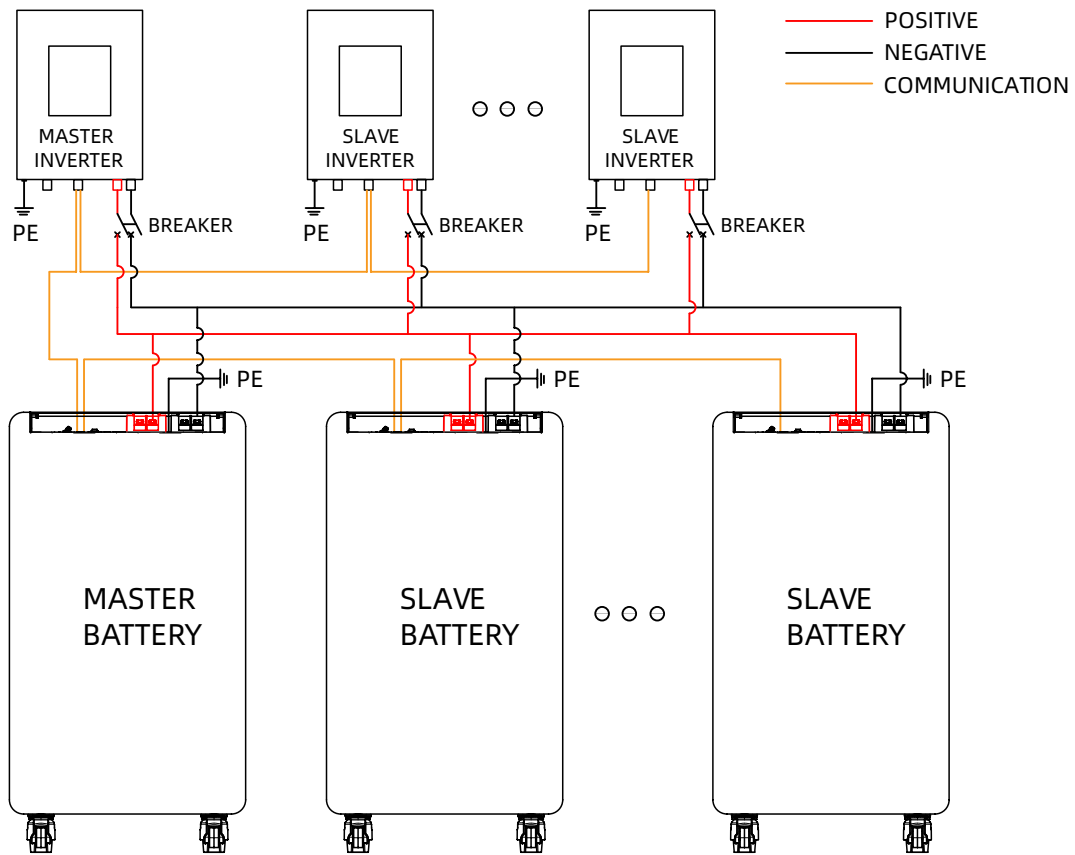 POSITIVE
NEGATIVE
COMMUNICATION
MASTER
INVERTER
SLAVE
INVERTER
SLAVE
INVERTER
PE
BREAKER
PE
BREAKER
PE
BREAKER
PE
PE
PE
MASTER
BATTERY
SLAVE
BATTERY
SLAVE
BATTERY